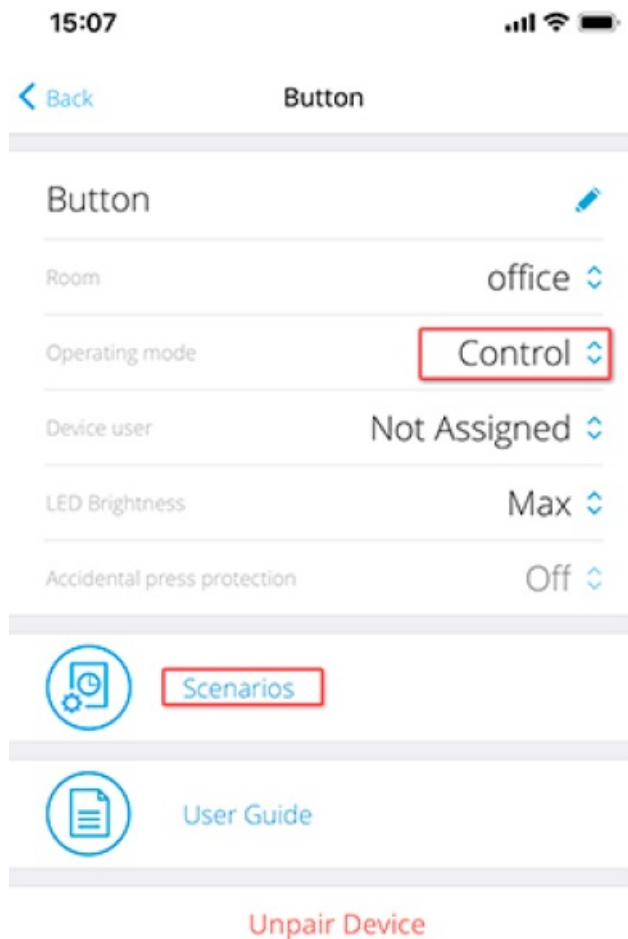 15:07
Back
Button
Button
Room office
Operating mode Control
Device user Not Assigned
LED Brightness Max
Accidental press protection Off
Scenarios
User Guide
Unpair Device